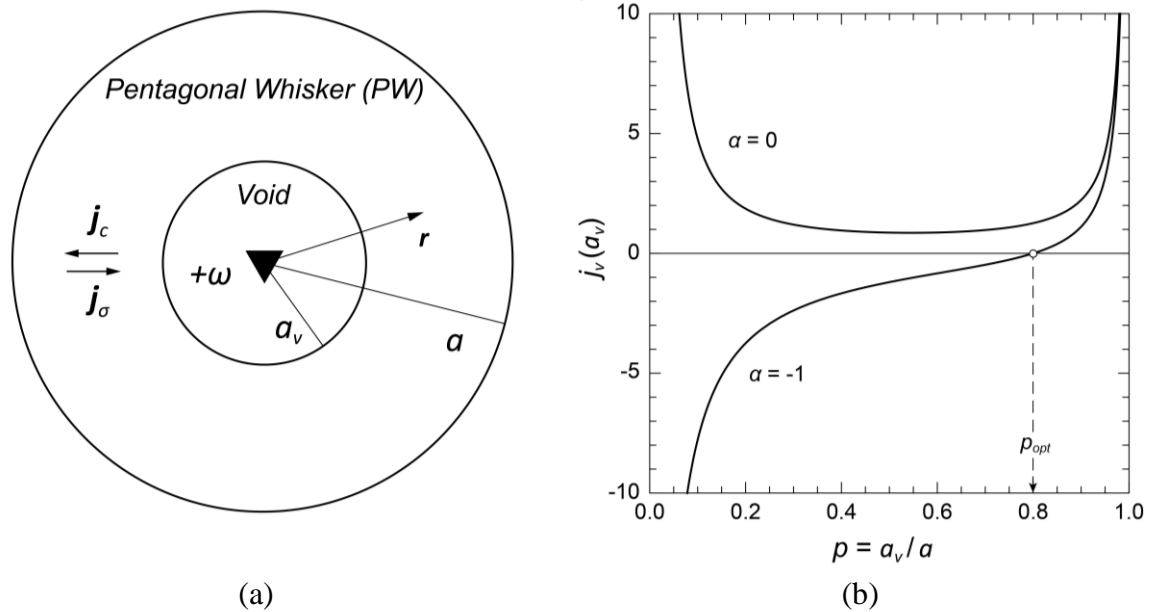 Pentagonal Whisker (PW)
Void
j_c
j_σ
+ω
r
a_v
a
(a)
10
5
0
-5
-10
j_v(a_v)
α = 0
α = -1
p_opt
0.0 0.2 0.4 0.6 0.8 1.0
p = a_v/a
(b)